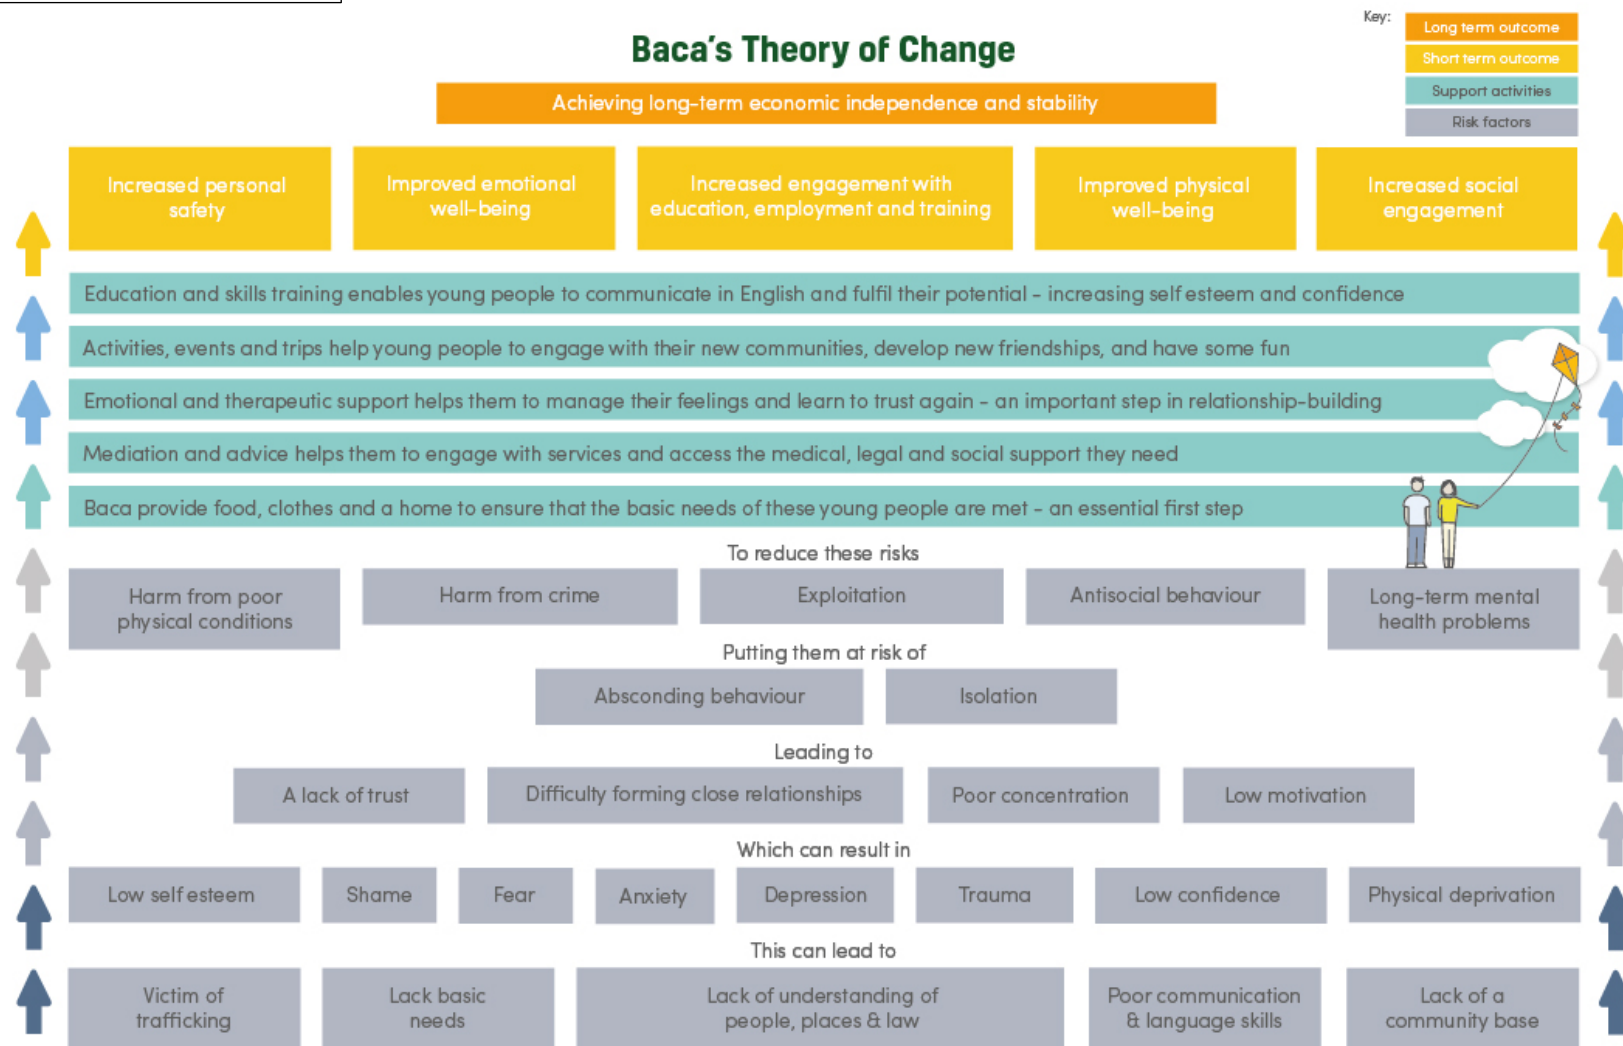 Key:
Long term outcome
Short term outcome
Support activities
Risk factors
Baca's Theory of Change
Achieving long-term economic independence and stability
Increased personal
safety
Improved emotional
well-being
Increased engagement with
education, employment and training
Improved physical
well-being
Increased social
engagement
Education and skills training enables young people to communicate in English and fulfil their potential - increasing self esteem and confidence
Activities, events and trips help young people to engage with their new communities, develop new friendships, and have some fun
Emotional and therapeutic support helps them to manage their feelings and learn to trust again - an important step in relationship-building
Mediation and advice helps them to engage with services and access the medical, legal and social support they need
Baca provide food, clothes and a home to ensure that the basic needs of these young people are met - an essential first step
To reduce these risks
Harm from poor
physical conditions
Harm from crime
Exploitation
Antisocial behaviour
Long-term mental
health problems
Putting them at risk of
Absconding behaviour
Isolation
Leading to
A lack of trust
Difficulty forming close relationships
Poor concentration
Low motivation
Which can result in
Low self esteem
Shame
Fear
Anxiety
Depression
Trauma
Low confidence
Physical deprivation
This can lead to
Victim of
trafficking
Lack basic
needs
Lack of understanding of
people, places & law
Poor communication
& language skills
Lack of a
community base